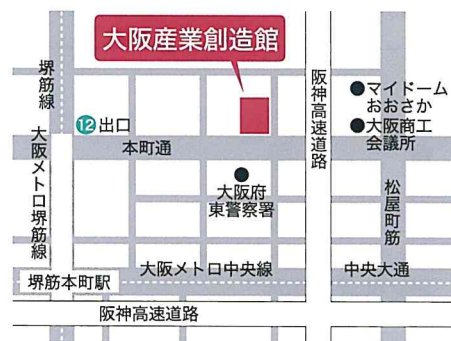 大阪産業創造館
堺筋線
大阪メトロ堺筋線
⑫出口
本町通
阪神高速道路
マイドーム
おおさか
大阪商工
会議所
大阪府
東警察署
松屋町筋
大阪メトロ中央線
中央大通
堺筋本町駅
阪神高速道路